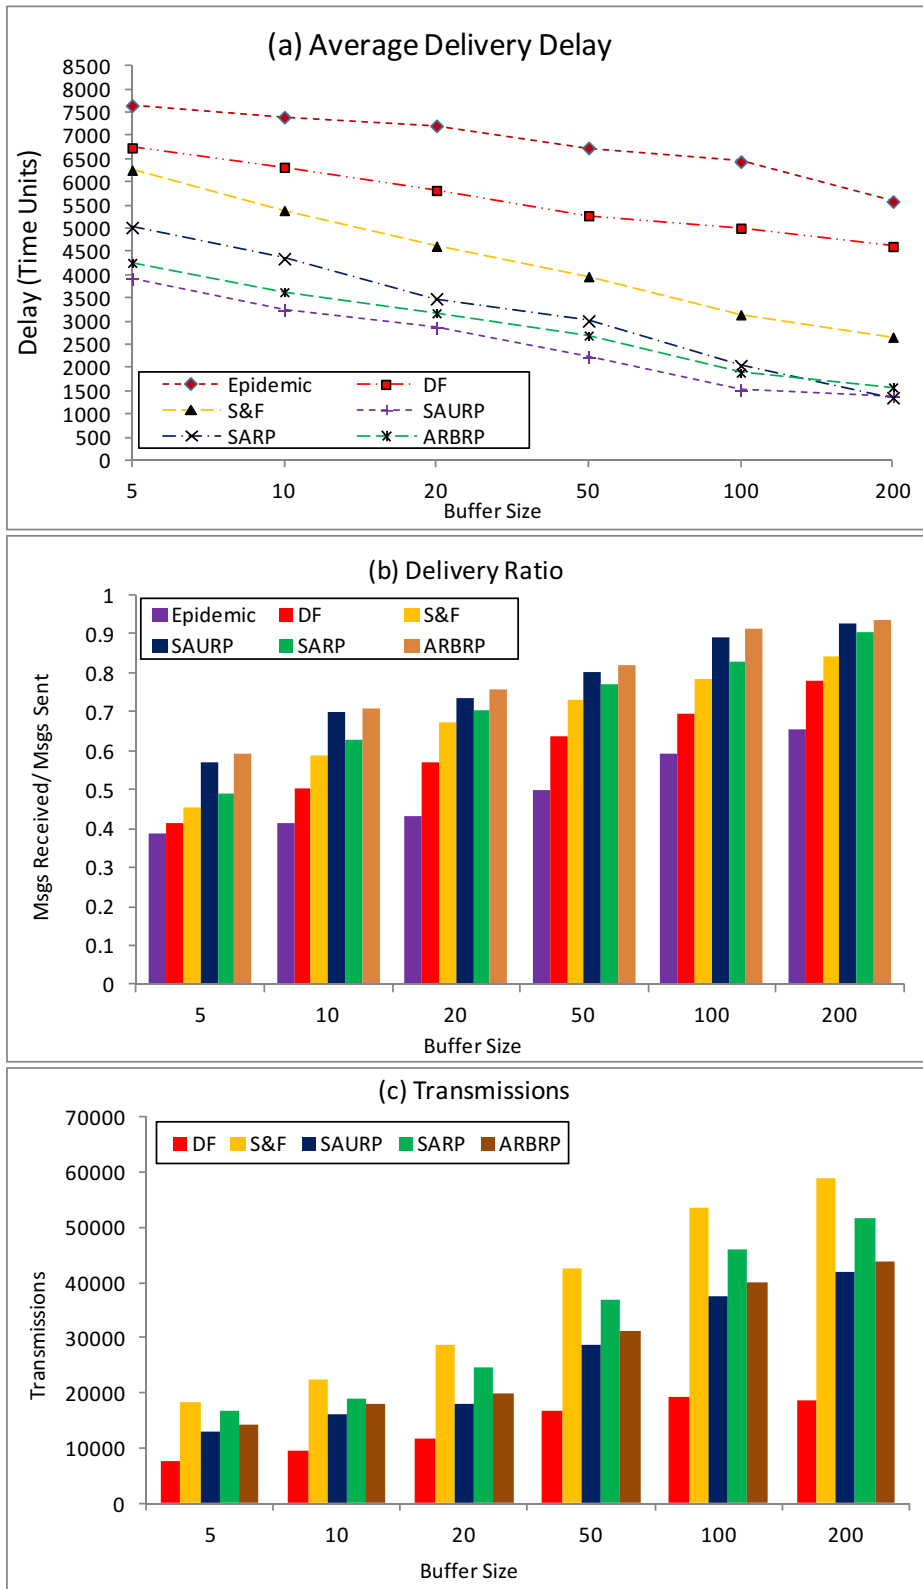 (a) Average Delivery Delay
Delay (Time Units)
8500
8000
7500
7000
6500
6000
5500
5000
4500
4000
3500
3000
2500
2000
1500
1000
500
0
Epidemic DF
S&F SAURP
SARP ARBRP
5 10 20 50 100 200
Buffer Size
(b) Delivery Ratio
Msgs Received/ Msgs Sent
1
0.9
0.8
0.7
0.6
0.5
0.4
0.3
0.2
0.1
0
Epidemic DF S&F
SAURP SARP ARBRP
5 10 20 50 100 200
Buffer Size
(c) Transmissions
Transmissions
70000
60000
50000
40000
30000
20000
10000
0
DF S&F SAURP SARP ARBRP
5 10 20 50 100 200
Buffer Size